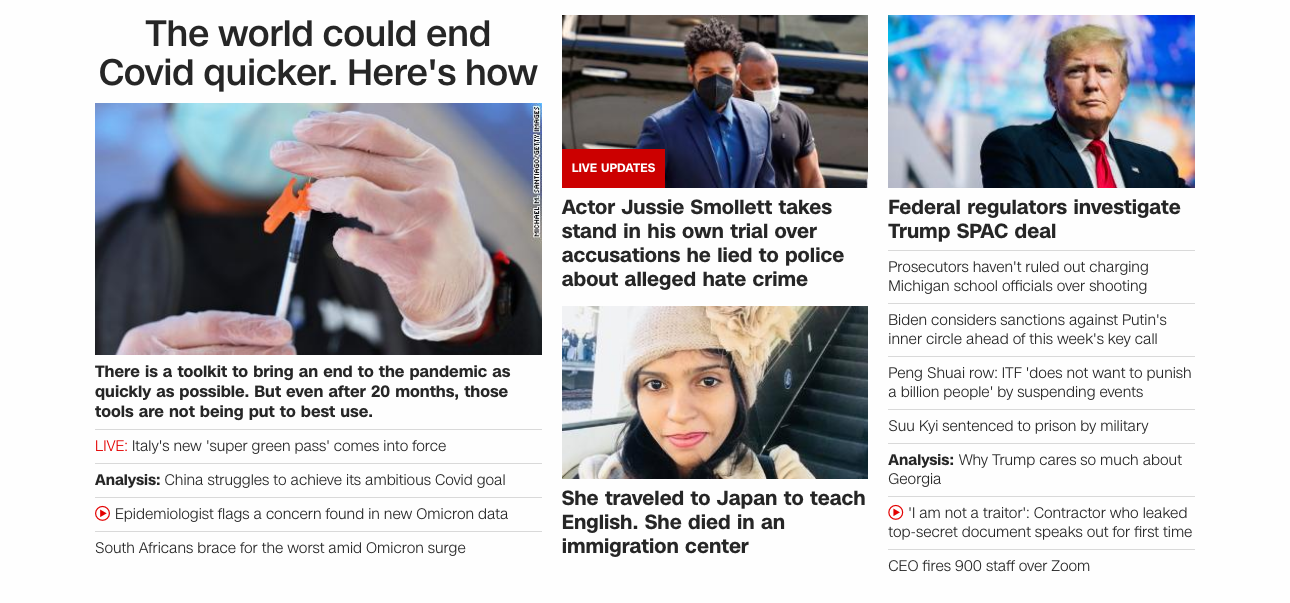 The world could end
Covid quicker. Here's how
MICHAEL M. SANTIAGO/GETTY IMAGES
There is a toolkit to bring an end to the pandemic as
quickly as possible. But even after 20 months, those
tools are not being put to best use.
LIVE: Italy's new 'super green pass' comes into force
Analysis: China struggles to achieve its ambitious Covid goal
Epidemiologist flags a concern found in new Omicron data
South Africans brace for the worst amid Omicron surge
LIVE UPDATES
Actor Jussie Smollett takes
stand in his own trial over
accusations he lied to police
about alleged hate crime
She traveled to Japan to teach
English. She died in an
immigration center
Federal regulators investigate
Trump SPAC deal
Prosecutors haven't ruled out charging
Michigan school officials over shooting
Biden considers sanctions against Putin's
inner circle ahead of this week's key call
Peng Shuai row: ITF 'does not want to punish
a billion people' by suspending events
Suu Kyi sentenced to prison by military
Analysis: Why Trump cares so much about
Georgia
'I am not a traitor': Contractor who leaked
top-secret document speaks out for first time
CEO fires 900 staff over Zoom